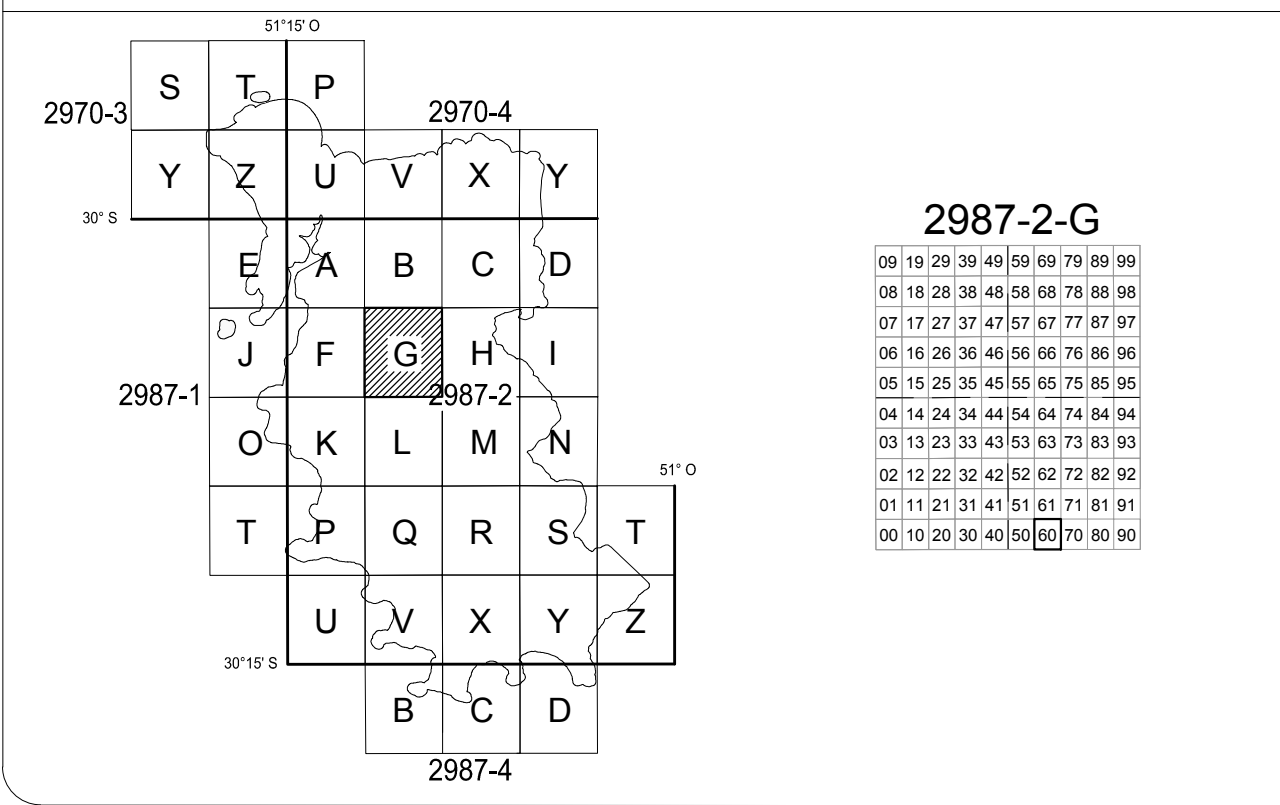 51°15' O
S T P
2970-3 2970-4
Y Z U V X Y
30° S
E A B C D
J F G H I
2987-1 2987-2
O K L M N
51° O
T P Q R S T
U V X Y Z
30°15' S
B C D
2987-4
2987-2-G
09 19 29 39 49 59 69 79 89 99
08 18 28 38 48 58 68 78 88 98
07 17 27 37 47 57 67 77 87 97
06 16 26 36 46 56 66 76 86 96
05 15 25 35 45 55 65 75 85 95
04 14 24 34 44 54 64 74 84 94
03 13 23 33 43 53 63 73 83 93
02 12 22 32 42 52 62 72 82 92
01 11 21 31 41 51 61 71 81 91
00 10 20 30 40 50 60 70 80 90